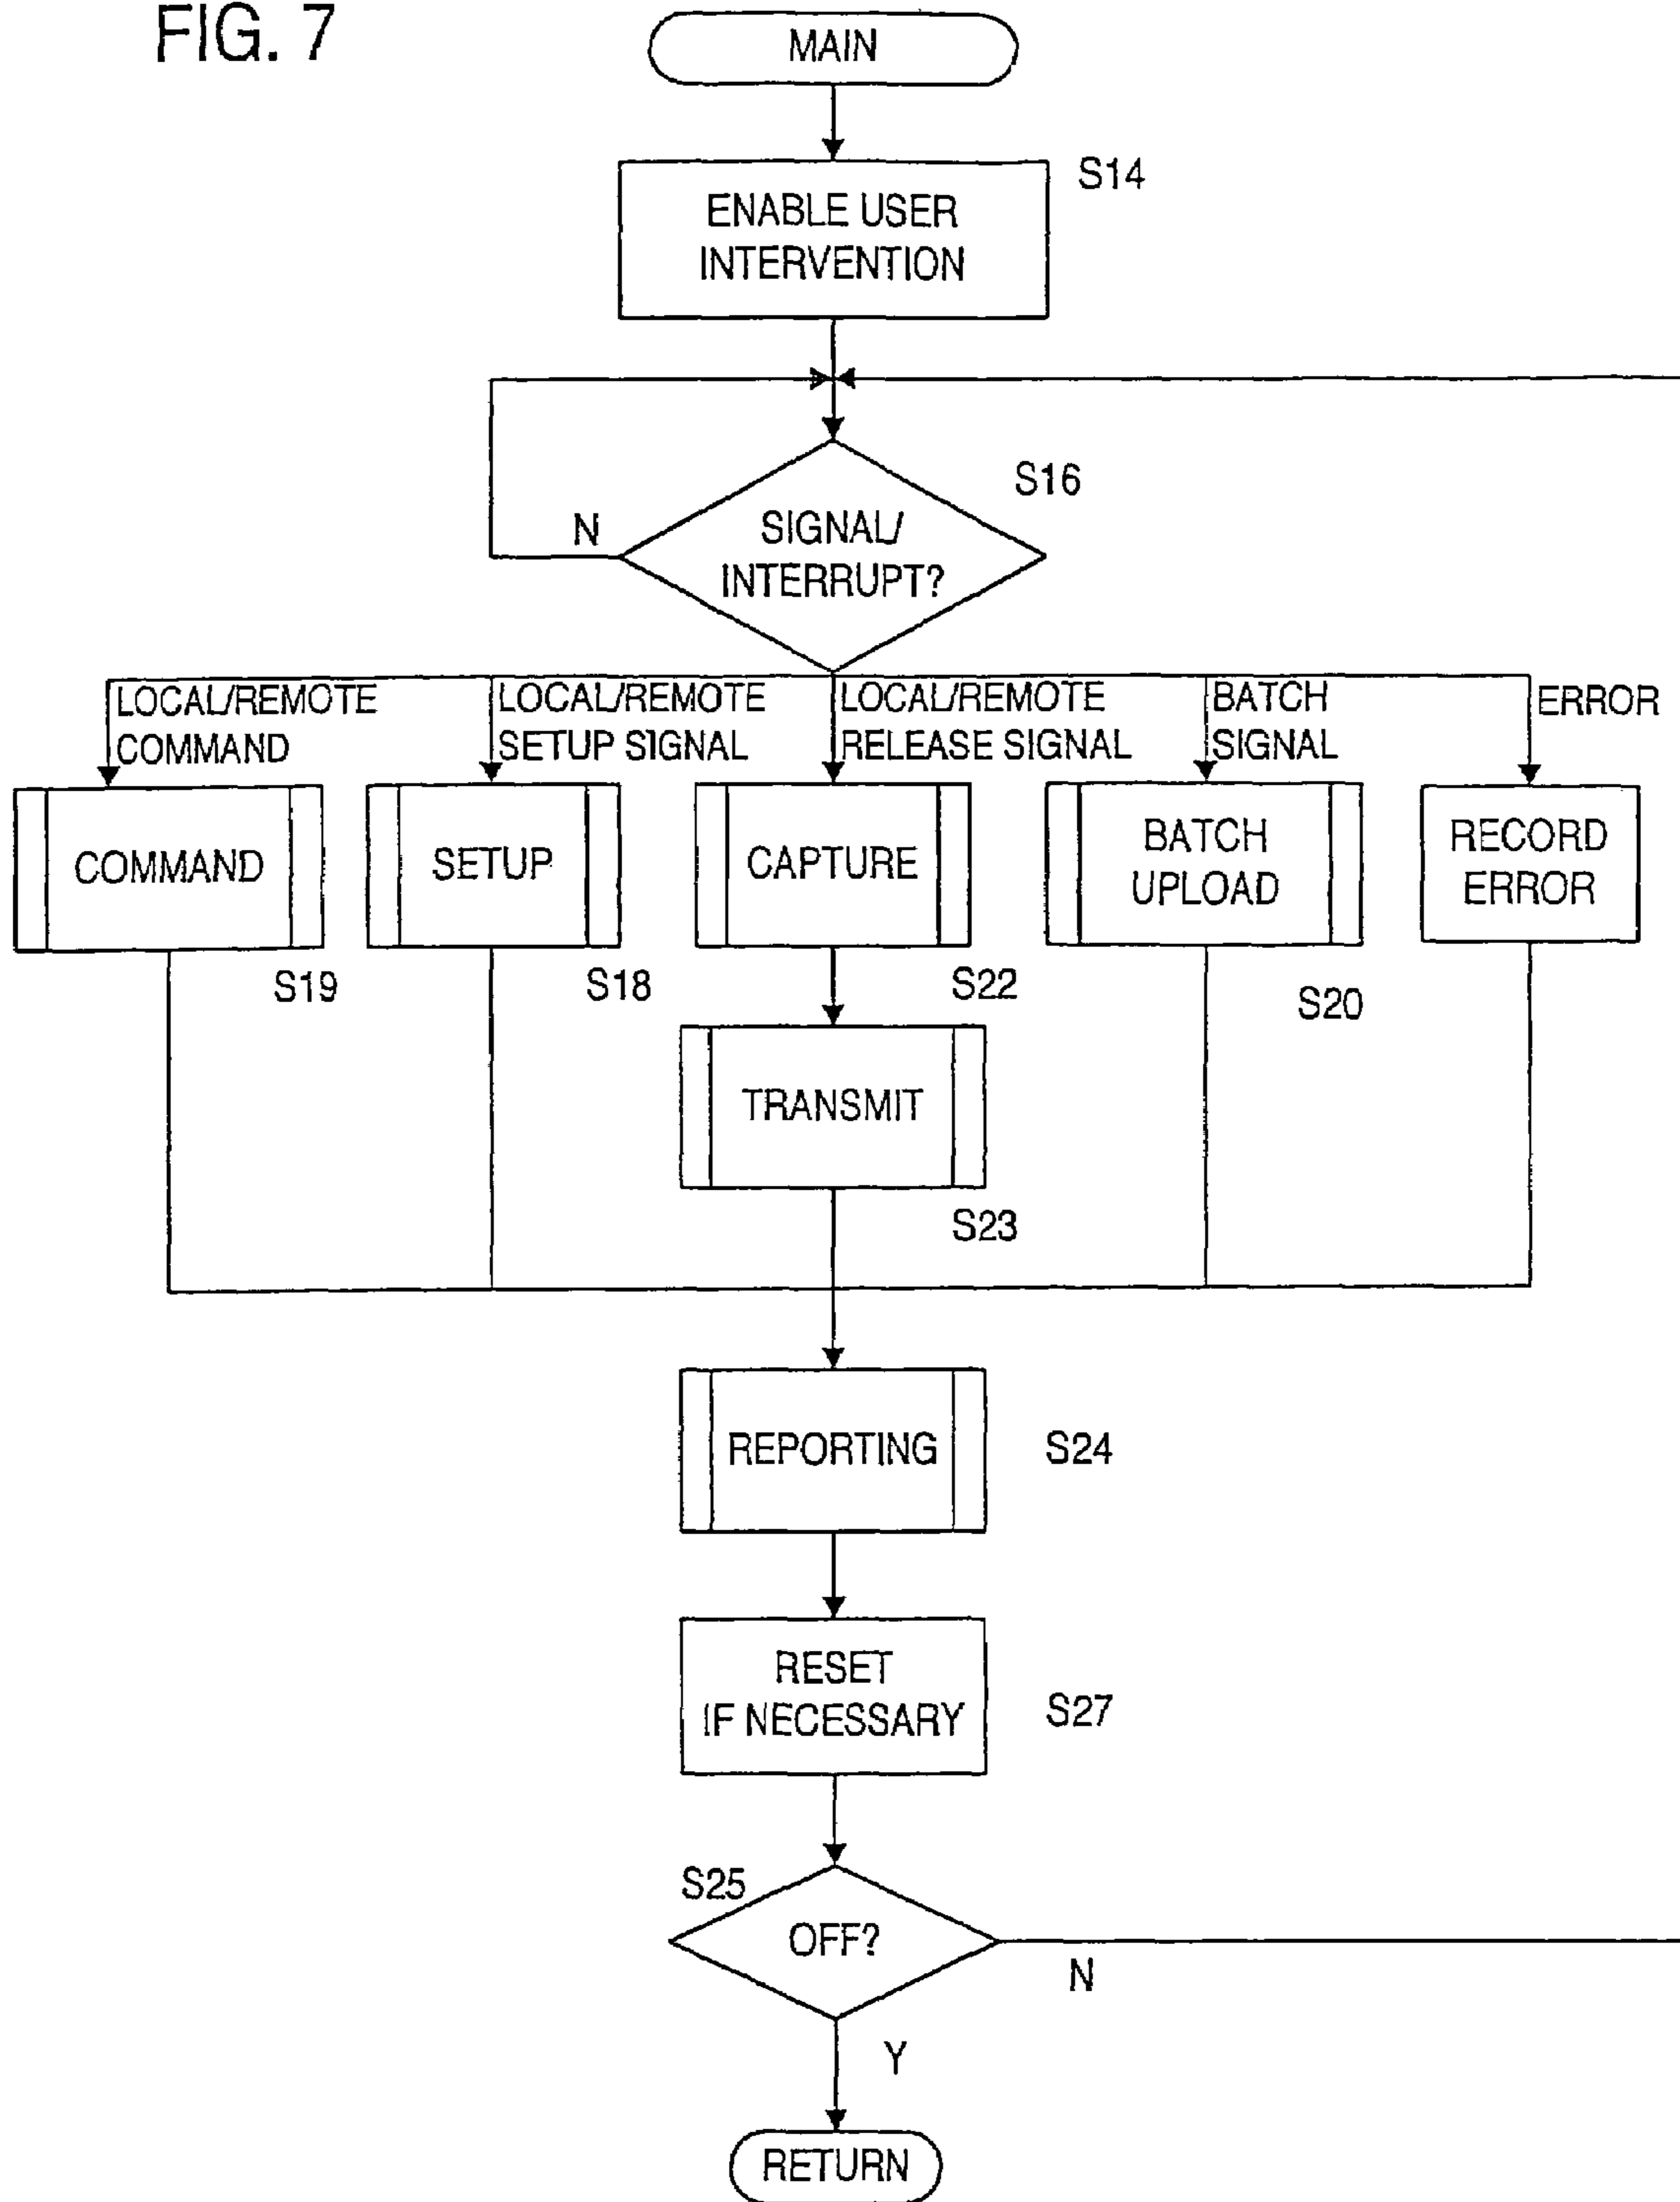 FIG. 7
MAIN
S14
ENABLE USER
INTERVENTION
S16
N
SIGNAL/
INTERRUPT?
LOCAL/REMOTE
COMMAND
LOCAL/REMOTE
SETUP SIGNAL
LOCAL/REMOTE
RELEASE SIGNAL
BATCH
SIGNAL
ERROR
COMMAND
SETUP
CAPTURE
BATCH
UPLOAD
RECORD
ERROR
S19
S18
S22
S20
TRANSMIT
S23
REPORTING
S24
RESET
IF NECESSARY
S27
S25
OFF?
N
Y
RETURN